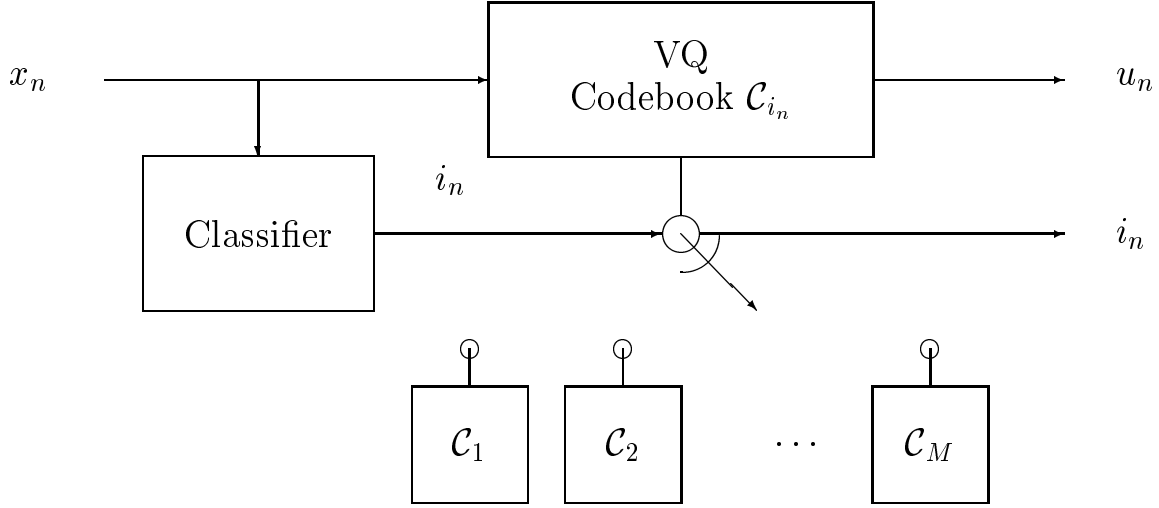 x_n
VQ
Codebook 𝒞_{i_n}
u_n
i_n
Classifier
i_n
𝒞_1
𝒞_2
···
𝒞_M